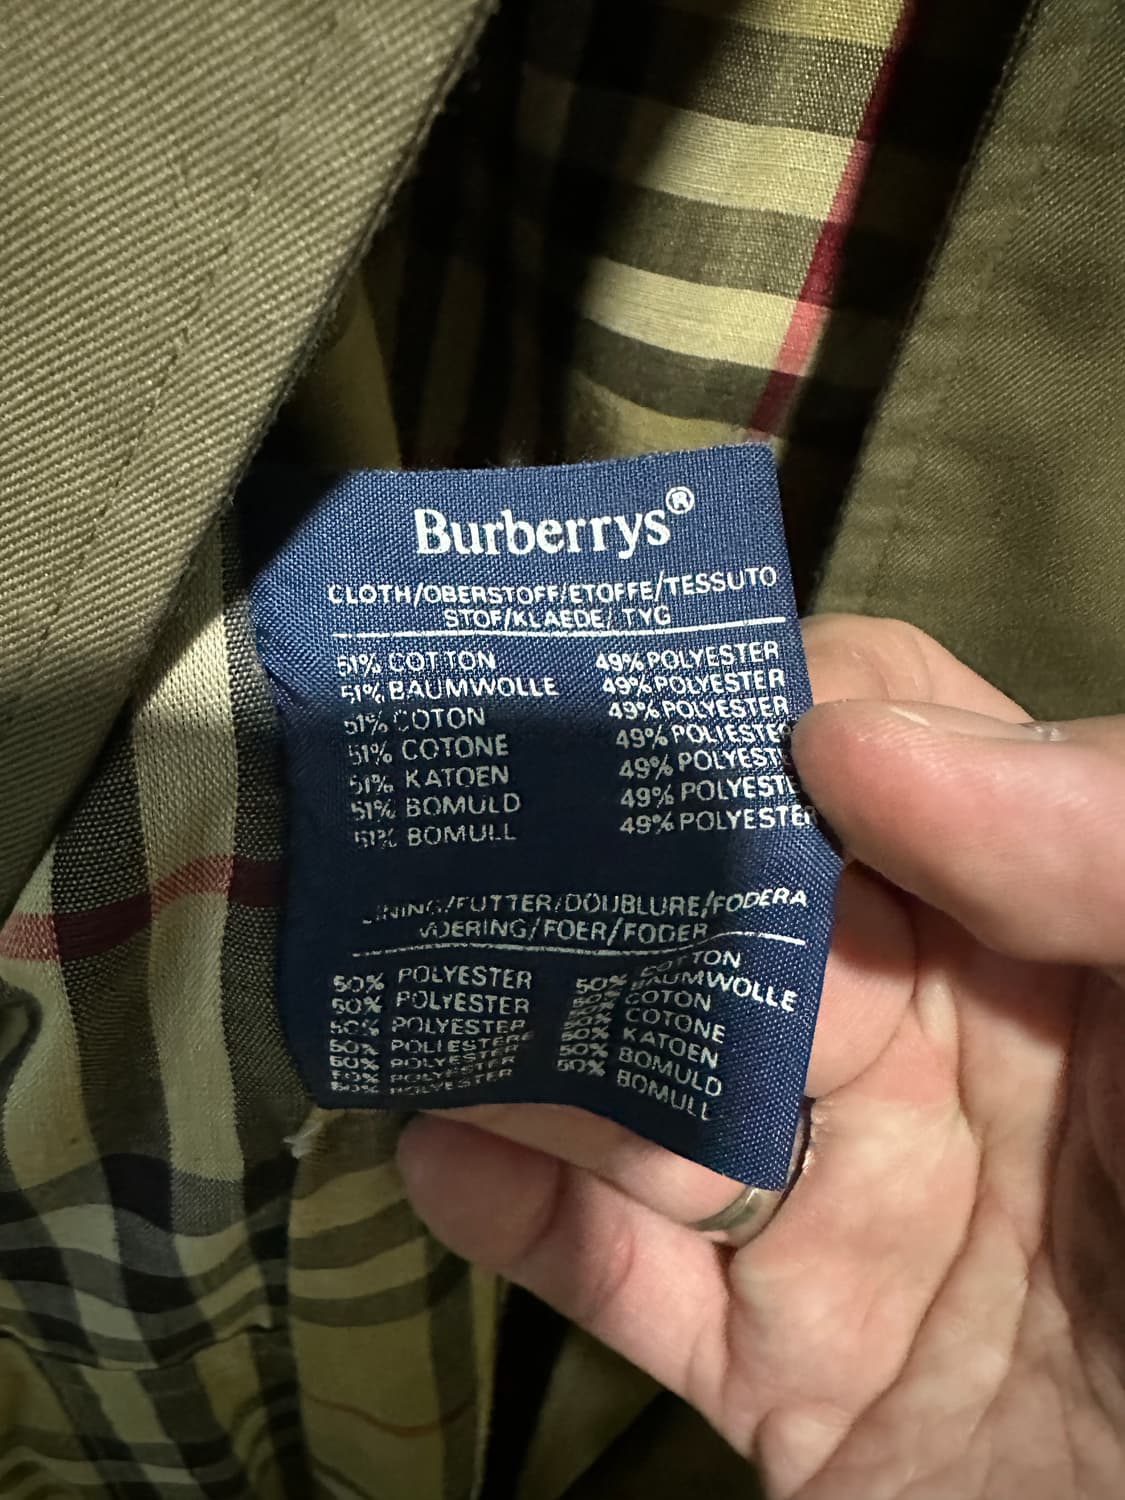 Burberrys®
CLOTH/OBERSTOFF/ETOFFE/TESSUTO
STOF/KLAEDE/TYG
51% COTTON 49% POLYESTER
51% BAUMWOLLE 49% POLYESTER
51% COTON 49% POLYESTER
51% COTONE 49% POLIESTE
51% KATOEN 49% POLYESTE
51% BOMULD 49% POLYESTE
51% BOMULL 49% POLYESTER
LINING/FUTTER/DOUBLURE/FODERA
VOERING/FOER/FODER
50% POLYESTER 50% COTTON
50% POLYESTER 50% BAUMWOLLE
50% POLYESTER 50% COTON
50% POLIESTERE 50% COTONE
50% POLYESTER 50% KATOEN
50% POLYESTER 50% BOMULD
50% POLYESTER 50% BOMULL